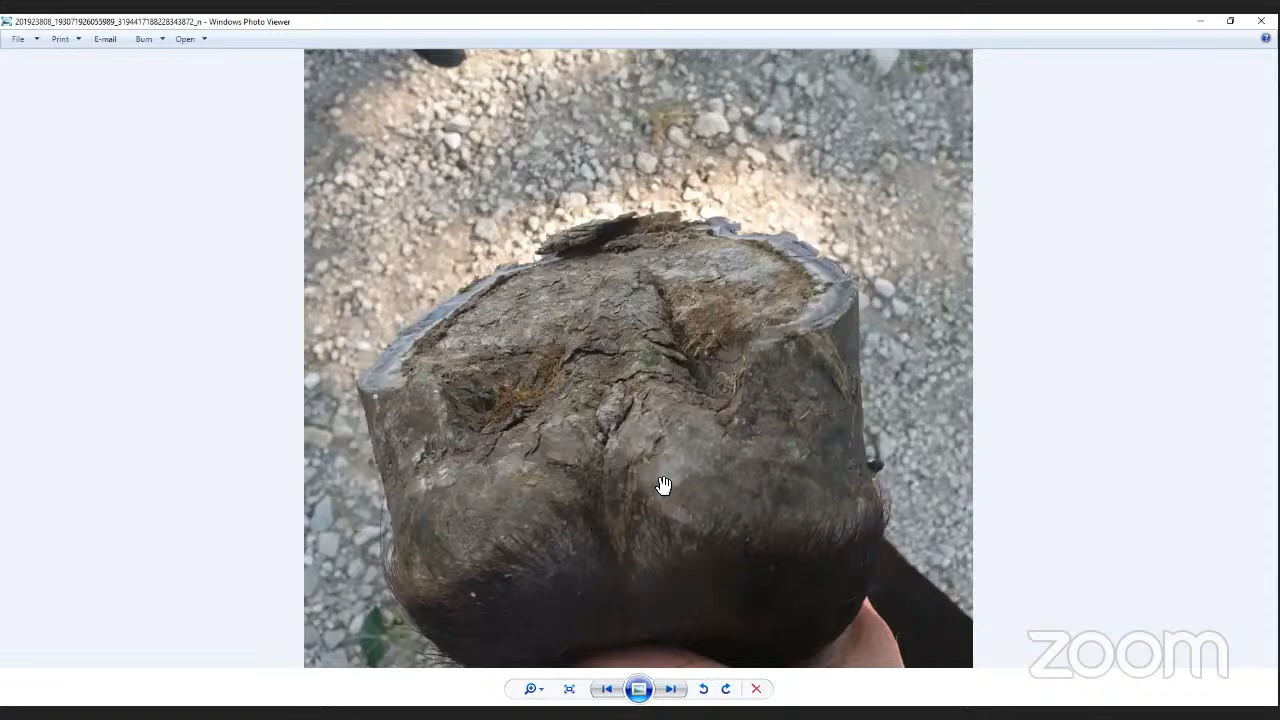 201923808_193071926055989_3194417188228343872_n - Windows Photo Viewer
File Print E-mail Burn Open
zoom